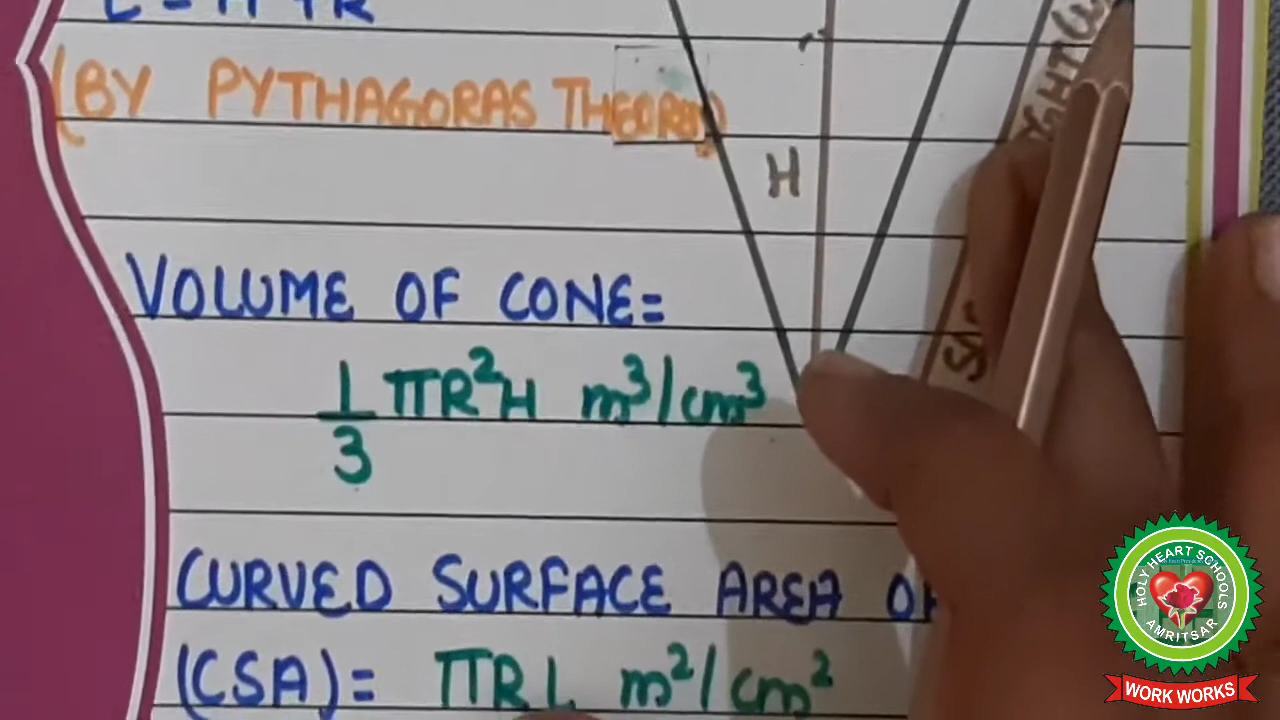 (BY PYTHAGORAS THEOREM)
H
VOLUME OF CONE=
1/3 πR²H m³/cm³
CURVED SURFACE AREA OF
(CSA)= πRL m²/cm²
HOLY HEART SCHOOLS
AMRITSAR
WORK WORKS